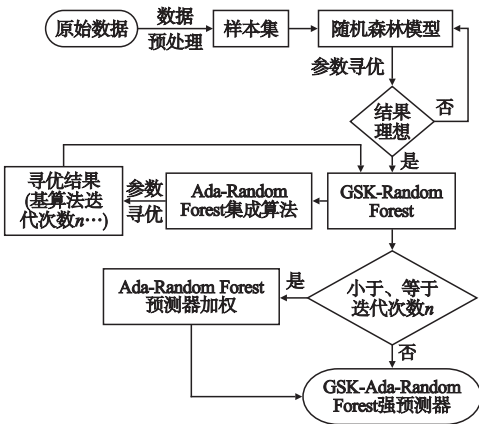 原始数据
数据
预处理
样本集
随机森林模型
参数寻优
结果
理想
否
是
寻优结果
(基算法迭
代次数n…)
参数
寻优
Ada-Random
Forest集成算法
GSK-Random
Forest
Ada-Random Forest
预测器加权
是
小于、等于
迭代次数n
否
GSK-Ada-Random
Forest强预测器